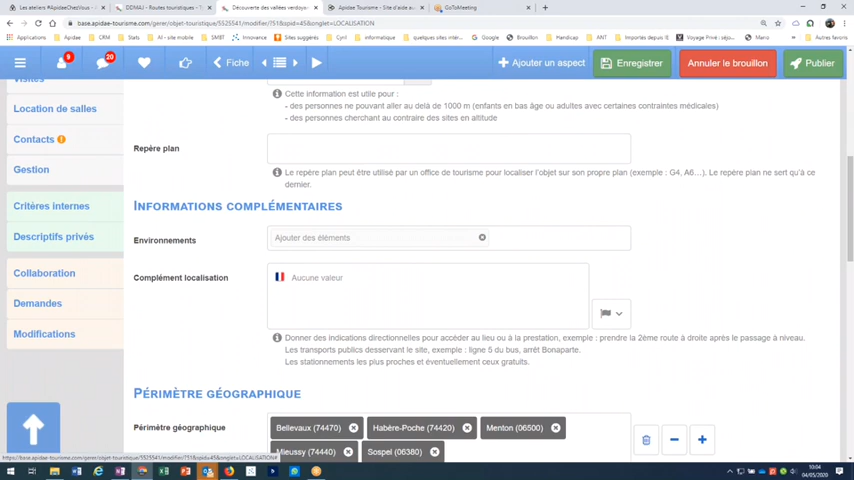 Les ateliers #ApidaeChezVous - A
DDMAJ - Routes touristiques - V
Découverte des vallées verdoye
Apidae Tourisme - Site d'aide au
GoToMeeting
base.apidae-tourisme.com/gerer/objet-touristique/5525541/modifier/?51&spid=45&onglet=LOCALISATION
Applications
Apidae
Stats
AI - site mobile
SMBT
Innovance
Sites suggérés
Cyril
informatique
quelques sites Mario
Brouillon
Handicap
ANT
Importés depuis IE
Voyage Privé
Autres favoris
9
20
Fiche
Ajouter un aspect
Enregistrer
Annuler le brouillon
Publier
Visites
Location de salles
Contacts
Gestion
Critères internes
Descriptifs privés
Collaboration
Demandes
Modifications
Cette information est utile pour :
- des personnes ne pouvant aller au delà de 1000 m (enfants en bas âge ou adultes avec certaines contraintes médicales)
- des personnes cherchant au contraire des sites en altitude
Repère plan
Le repère plan peut être utilisé par un office de tourisme pour localiser l'objet sur son propre plan (exemple : G4, A6…). Le repère plan ne sert qu'à ce
dernier.
Informations complémentaires
Environnements
Ajouter des éléments
Complément localisation
Aucune valeur
Donner des indications directionnelles pour accéder au lieu ou à la prestation, exemple : prendre la 2ème route à droite après le passage à niveau.
Les transports publics desservant le site, exemple : ligne 5 du bus, arrêt Bonaparte.
Les stationnements les plus proches et éventuellement ceux gratuits.
Périmètre géographique
Périmètre géographique
Bellevaux (74470)
Habère-Poche (74420)
Menton (06500)
Mieussy (74440)
Sospel (06380)
https://base.apidae-tourisme.com/gerer/objet-touristique/5525541/modifier/?51&spid=45&onglet=LOCALISATION#
10:04
04/05/2020